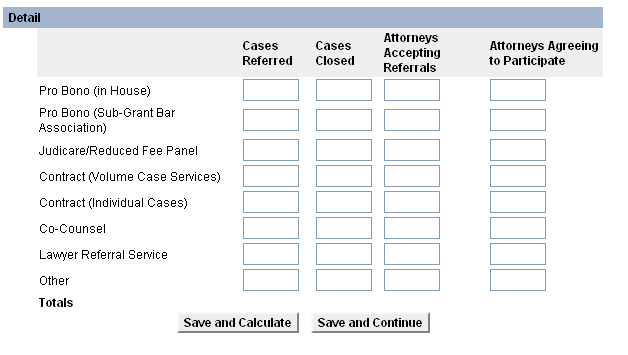 Detail
Cases Referred
Cases Closed
Attorneys Accepting Referrals
Attorneys Agreeing to Participate
Pro Bono (in House)
Pro Bono (Sub-Grant Bar
Association)
Judicare/Reduced Fee Panel
Contract (Volume Case Services)
Contract (Individual Cases)
Co-Counsel
Lawyer Referral Service
Other
Totals
Save and Calculate Save and Continue